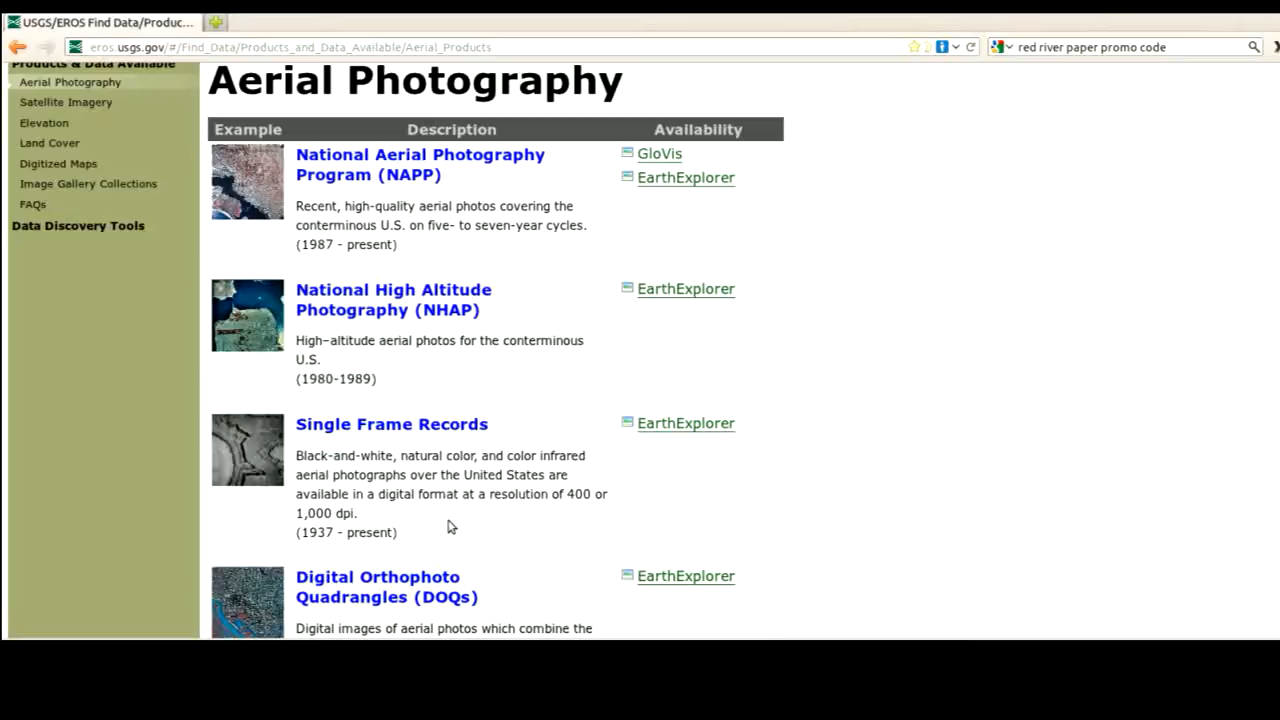 USGS/EROS Find Data/Produc...
eros.usgs.gov/#/Find_Data/Products_and_Data_Available/Aerial_Products
red river paper promo code
Products & Data Available
Aerial Photography
Satellite Imagery
Elevation
Land Cover
Digitized Maps
Image Gallery Collections
FAQs
Data Discovery Tools
Aerial Photography
Example Description Availability
National Aerial Photography
Program (NAPP)
Recent, high-quality aerial photos covering the
conterminous U.S. on five- to seven-year cycles.
(1987 - present)
GloVis
EarthExplorer
National High Altitude
Photography (NHAP)
High-altitude aerial photos for the conterminous
U.S.
(1980-1989)
EarthExplorer
Single Frame Records
Black-and-white, natural color, and color infrared
aerial photographs over the United States are
available in a digital format at a resolution of 400 or
1,000 dpi.
(1937 - present)
EarthExplorer
Digital Orthophoto
Quadrangles (DOQs)
Digital images of aerial photos which combine the
EarthExplorer